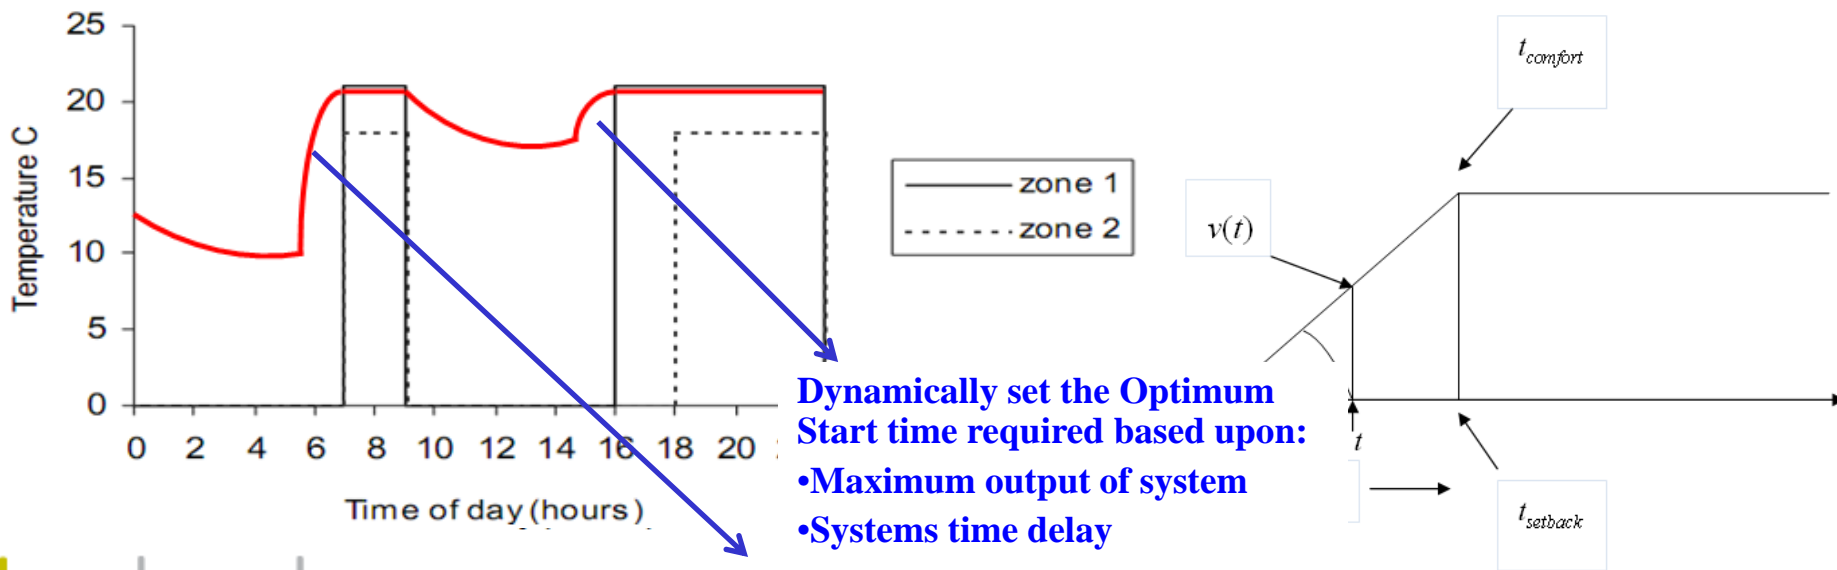 25
20
15
10
5
0
Temperature C
0 2 4 6 8 10 12 14 16 18 20
Time of day (hours)
zone 1
zone 2
Dynamically set the Optimum
Start time required based upon:
•Maximum output of system
•Systems time delay
t comfort
v(t)
t
t setback